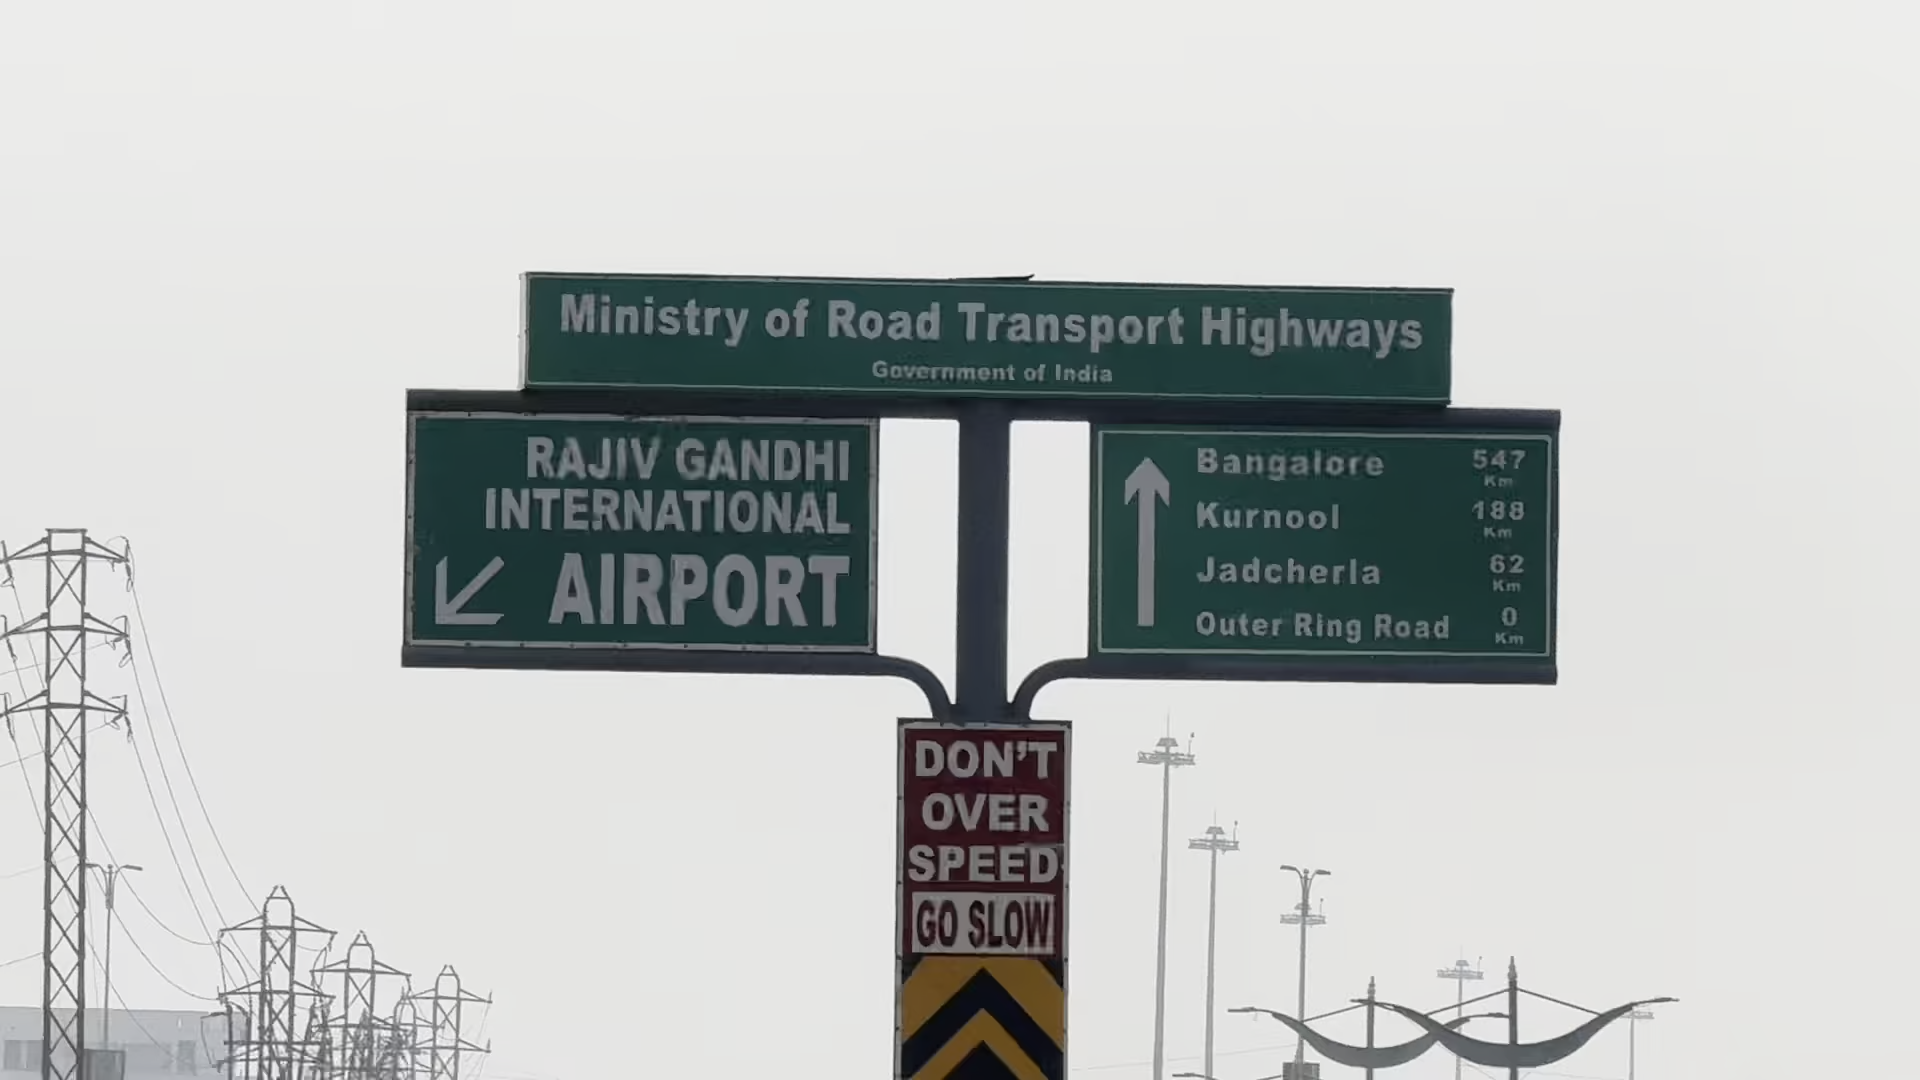 Ministry of Road Transport Highways
Government of India
RAJIV GANDHI
INTERNATIONAL
AIRPORT
Bangalore 547 Km
Kurnool 188 Km
Jadcherla 62 Km
Outer Ring Road 0 Km
DON'T
OVER
SPEED
GO SLOW